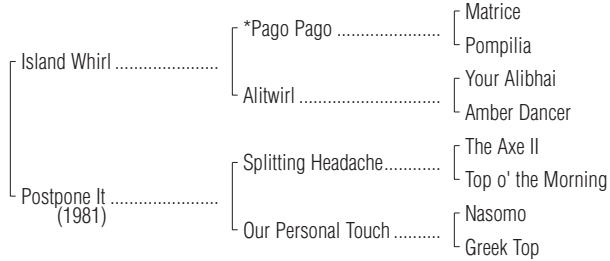 Matrice
*Pago Pago ......................
Pompilia
Island Whirl ......................
Your Alibhai
Alitwirl ..............................
Amber Dancer
The Axe II
Splitting Headache............
Top o' the Morning
Postpone It .......................
(1981)
Nasomo
Our Personal Touch ..........
Greek Top